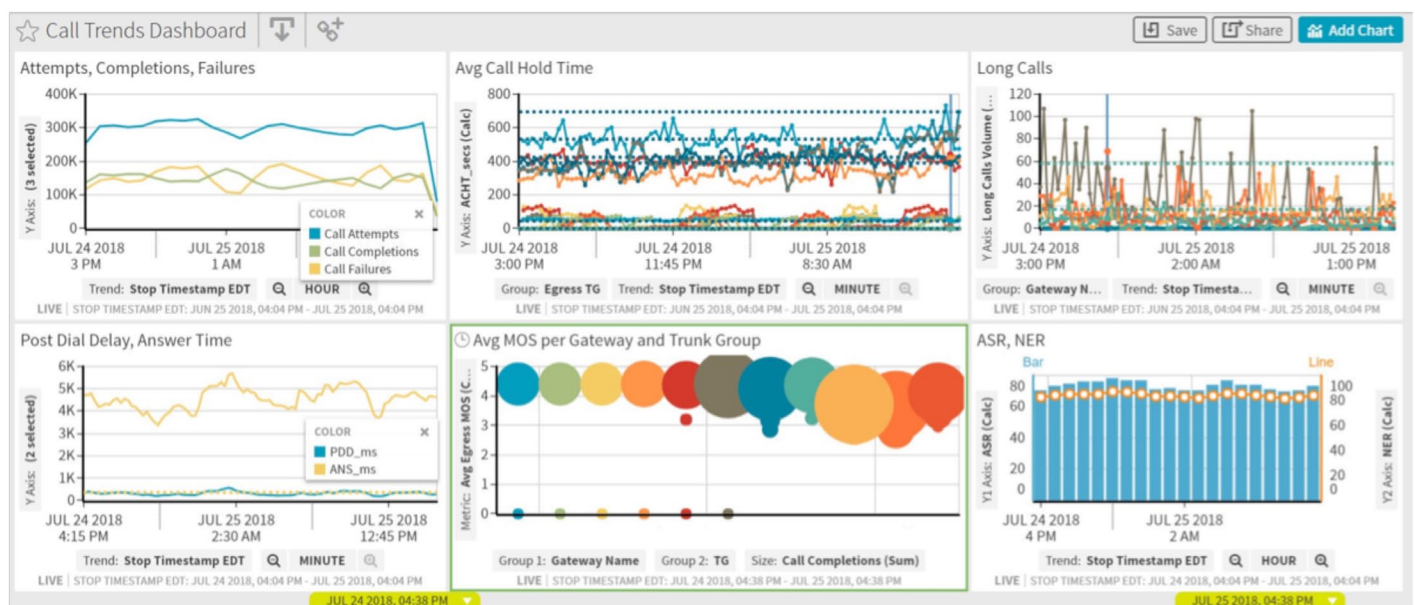 Call Trends Dashboard
Save Share Add Chart
Attempts, Completions, Failures
Y Axis: (3 selected)
400K
300K
200K
100K
0
JUL 24 2018 JUL 25 2018
3 PM 1 AM
COLOR ×
Call Attempts
Call Completions
Call Failures
Trend: Stop Timestamp EDT HOUR
LIVE | STOP TIMESTAMP EDT: JUN 25 2018, 04:04 PM - JUL 25 2018, 04:04 PM
Avg Call Hold Time
Y Axis: ACHT_secs (Calc)
800
600
400
200
0
JUL 24 2018 JUL 24 2018 JUL 25 2018
3:00 PM 11:45 PM 8:30 AM
Group: Egress TG Trend: Stop Timestamp EDT MINUTE
LIVE | STOP TIMESTAMP EDT: JUN 25 2018, 04:04 PM - JUL 25 2018, 04:04 PM
Long Calls
Y Axis: Long Calls Volume (...
120
100
80
60
40
20
0
JUL 24 2018 JUL 25 2018 JUL 25 2018
3:00 PM 2:00 AM 1:00 PM
Group: Gateway N... Trend: Stop Timesta... MINUTE
LIVE | STOP TIMESTAMP EDT: JUN 25 2018, 04:04 PM - JUL 25 2018, 04:04 PM
Post Dial Delay, Answer Time
Y Axis: (2 selected)
6K
5K
4K
3K
2K
1K
0
JUL 24 2018 JUL 25 2018 JUL 25 2018
4:15 PM 2:30 AM 12:45 PM
COLOR ×
PDD_ms
ANS_ms
Trend: Stop Timestamp EDT MINUTE
LIVE | STOP TIMESTAMP EDT: JUL 24 2018, 04:04 PM - JUL 25 2018, 04:04 PM
Avg MOS per Gateway and Trunk Group
Metric: Avg Egress MOS (C...
5
4
3
2
1
0
Group 1: Gateway Name Group 2: TG Size: Call Completions (Sum)
LIVE | STOP TIMESTAMP EDT: JUL 24 2018, 04:38 PM - JUL 25 2018, 04:38 PM
ASR, NER
Bar Line
Y1 Axis: ASR (Calc)
80
60
40
20
0
100
80
60
40
20
0
Y2 Axis: NER (Calc)
JUL 24 2018 JUL 25 2018
4 PM 2 AM
Trend: Stop Timestamp EDT HOUR
LIVE | STOP TIMESTAMP EDT: JUL 24 2018, 04:04 PM - JUL 25 2018, 04:04 PM
JUL 24 2018, 04:38 PM JUL 25 2018, 04:38 PM